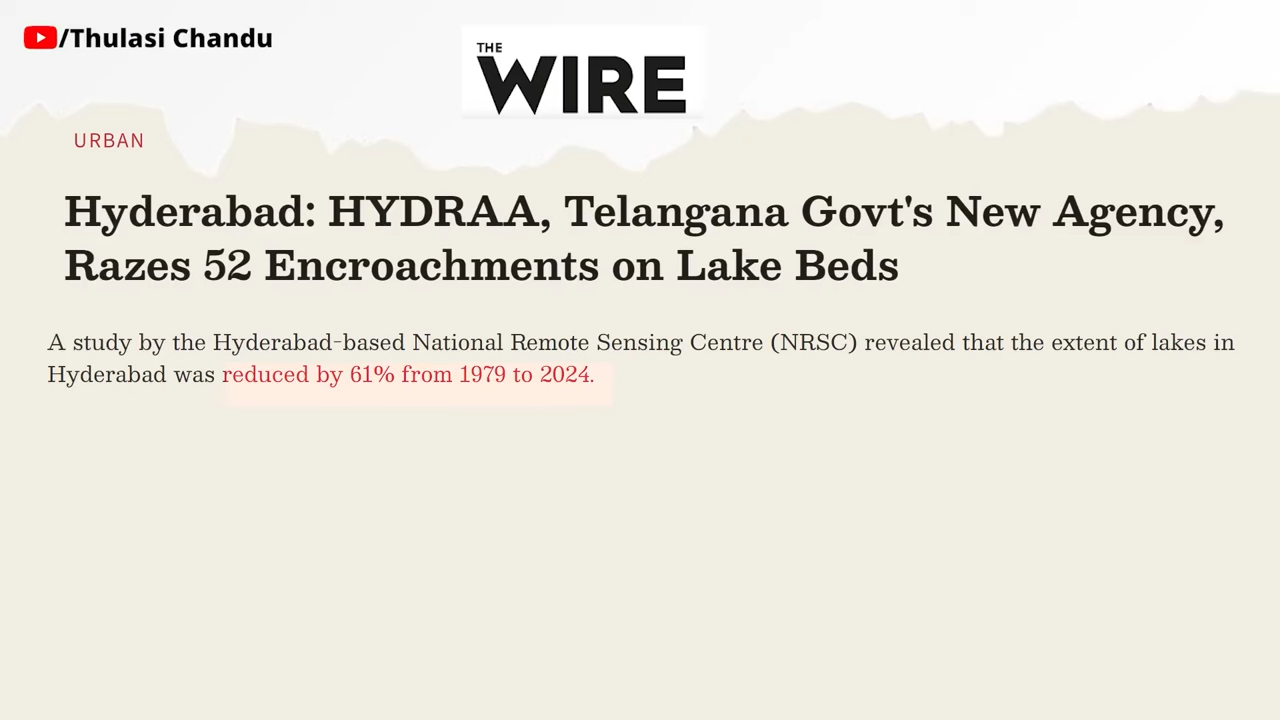 /Thulasi Chandu
THE
WIRE
URBAN
Hyderabad: HYDRAA, Telangana Govt's New Agency,
Razes 52 Encroachments on Lake Beds
A study by the Hyderabad-based National Remote Sensing Centre (NRSC) revealed that the extent of lakes in
Hyderabad was reduced by 61% from 1979 to 2024.